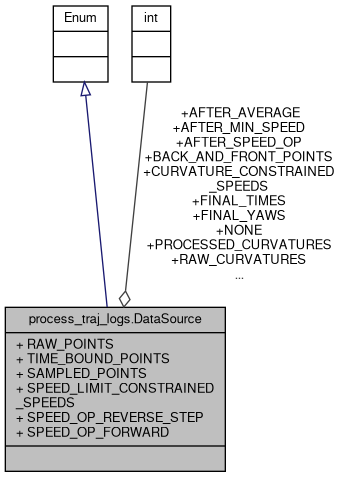 Enum
int
+AFTER_AVERAGE
+AFTER_MIN_SPEED
+AFTER_SPEED_OP
+BACK_AND_FRONT_POINTS
+CURVATURE_CONSTRAINED
_SPEEDS
+FINAL_TIMES
+FINAL_YAWS
+NONE
+PROCESSED_CURVATURES
+RAW_CURVATURES
...
process_traj_logs.DataSource
+ RAW_POINTS
+ TIME_BOUND_POINTS
+ SAMPLED_POINTS
+ SPEED_LIMIT_CONSTRAINED
_SPEEDS
+ SPEED_OP_REVERSE_STEP
+ SPEED_OP_FORWARD